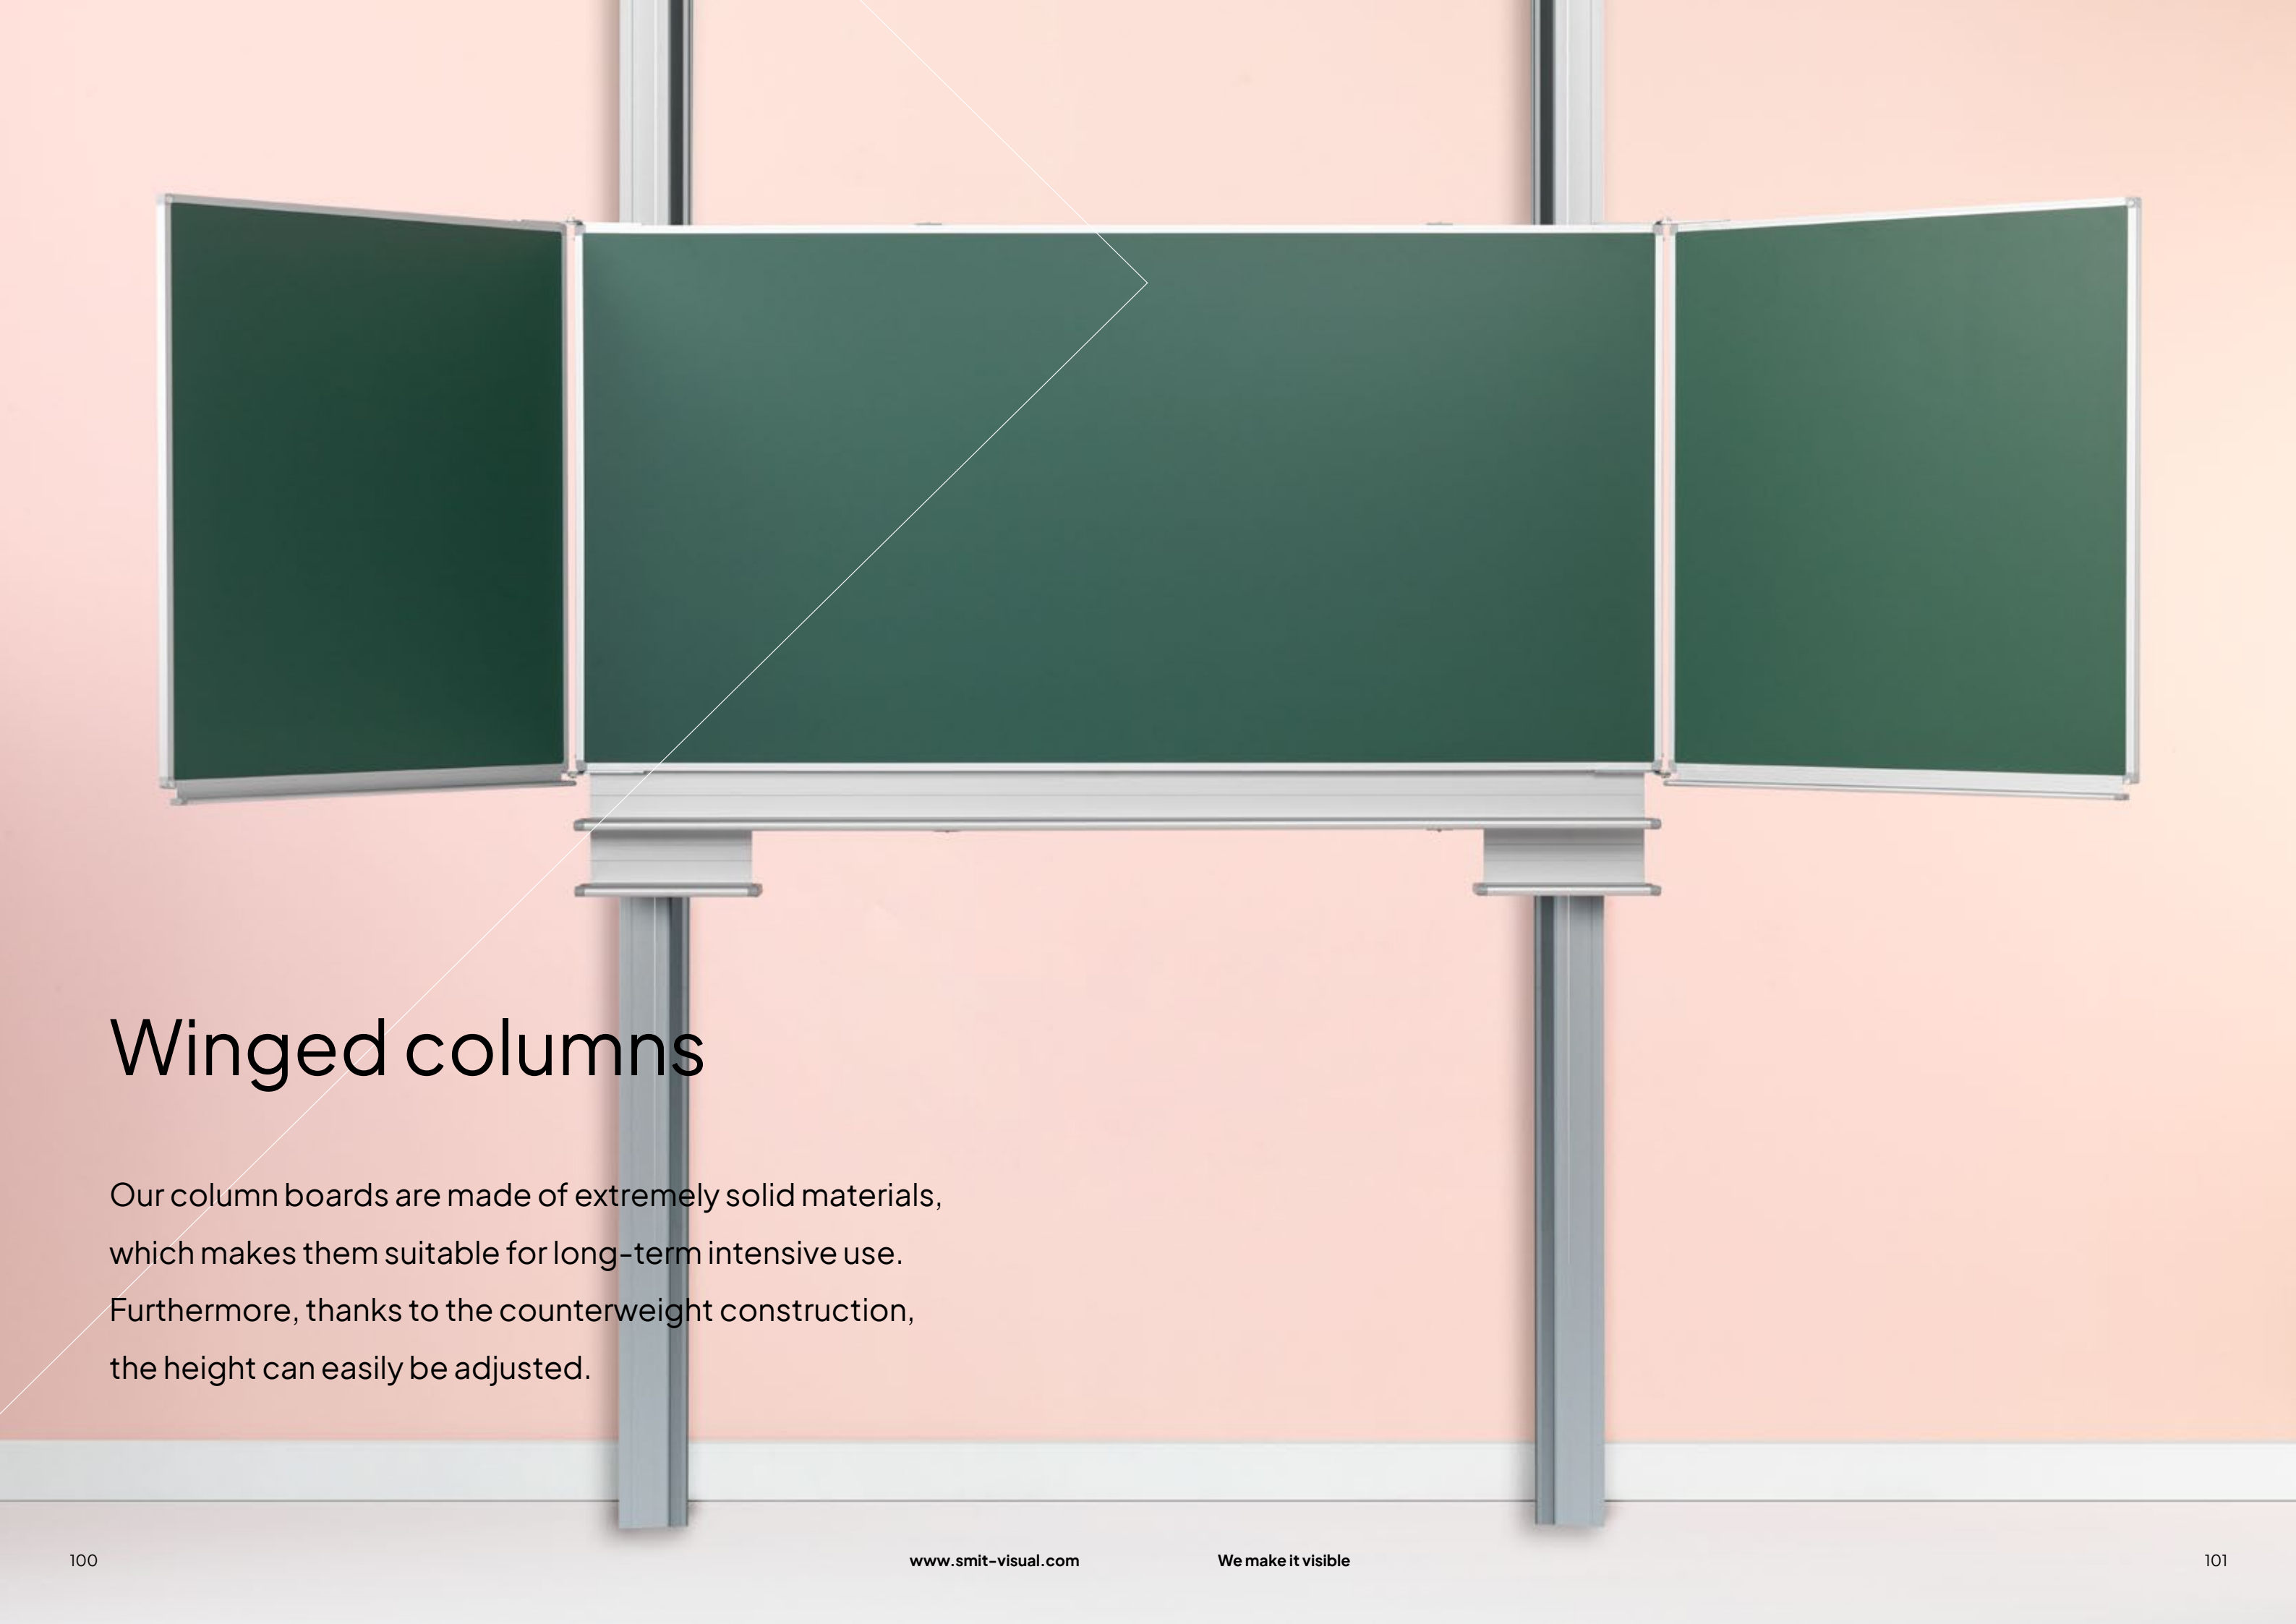 Winged columns
Our column boards are made of extremely solid materials,
which makes them suitable for long-term intensive use.
Furthermore, thanks to the counterweight construction,
the height can easily be adjusted.
100
www.smit-visual.com
We make it visible
101